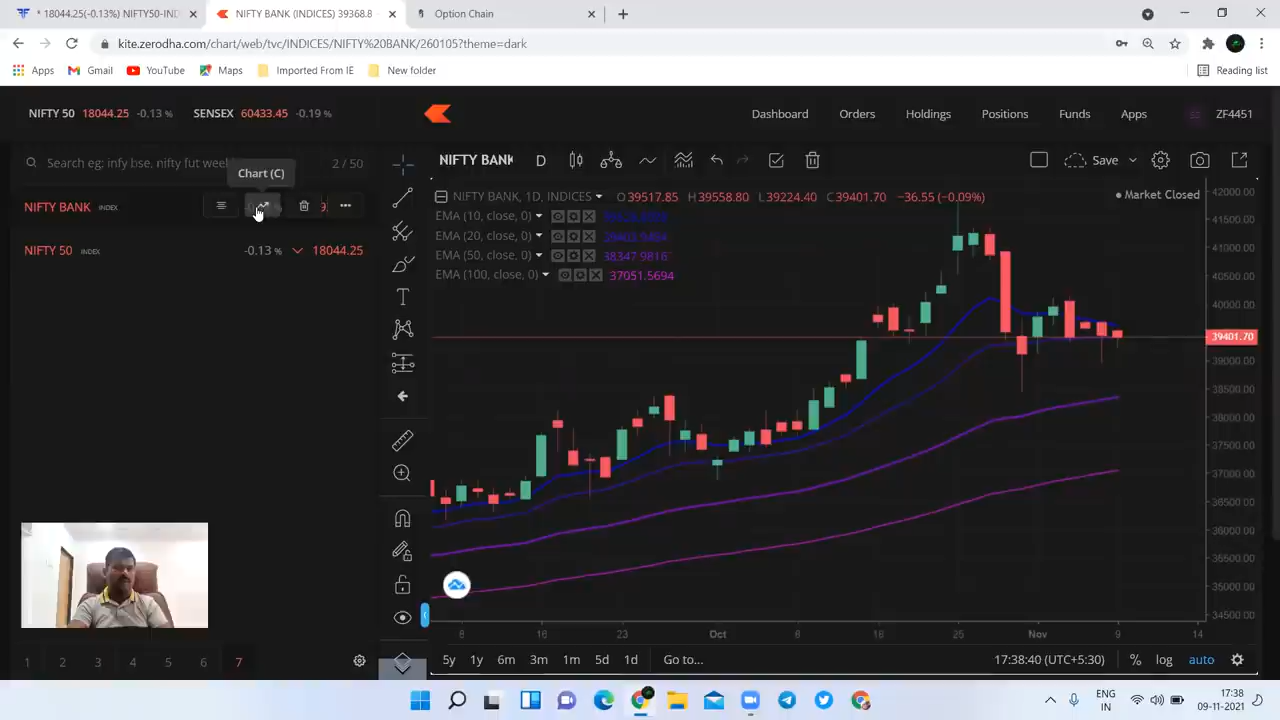 * 18044.25(-0.13%) NIFTY50-IND
NIFTY BANK (INDICES) 39368.8
Option Chain
kite.zerodha.com/chart/web/tvc/INDICES/NIFTY%20BANK/260105?theme=dark
Apps Gmail YouTube Maps Imported From IE New folder Reading list
NIFTY 50 18044.25 -0.13 % SENSEX 60433.45 -0.19 %
Dashboard Orders Holdings Positions Funds Apps ZF4451
Search eg: infy bse, nifty fut week 2 / 50
Chart (C)
NIFTY BANK INDEX
NIFTY 50 INDEX -0.13 % 18044.25
NIFTY BANK D Save
NIFTY BANK, 1D, INDICES O39517.85 H39558.80 L39224.40 C39401.70 −36.55 (−0.09%)
Market Closed
EMA (10, close, 0)
EMA (20, close, 0)
EMA (50, close, 0) 38347.9816
EMA (100, close, 0) 37051.5694
42000.00
41500.00
41000.00
40500.00
40000.00
39401.70
39000.00
38500.00
38000.00
37500.00
37000.00
36500.00
36000.00
35500.00
35000.00
34500.00
8 16 23 Oct 8 18 25 Nov 9 14
5y 1y 6m 3m 1m 5d 1d Go to... 17:38:40 (UTC+5:30) % log auto
1 2 3 4 5 6 7
ENG
IN
17:38
09-11-2021